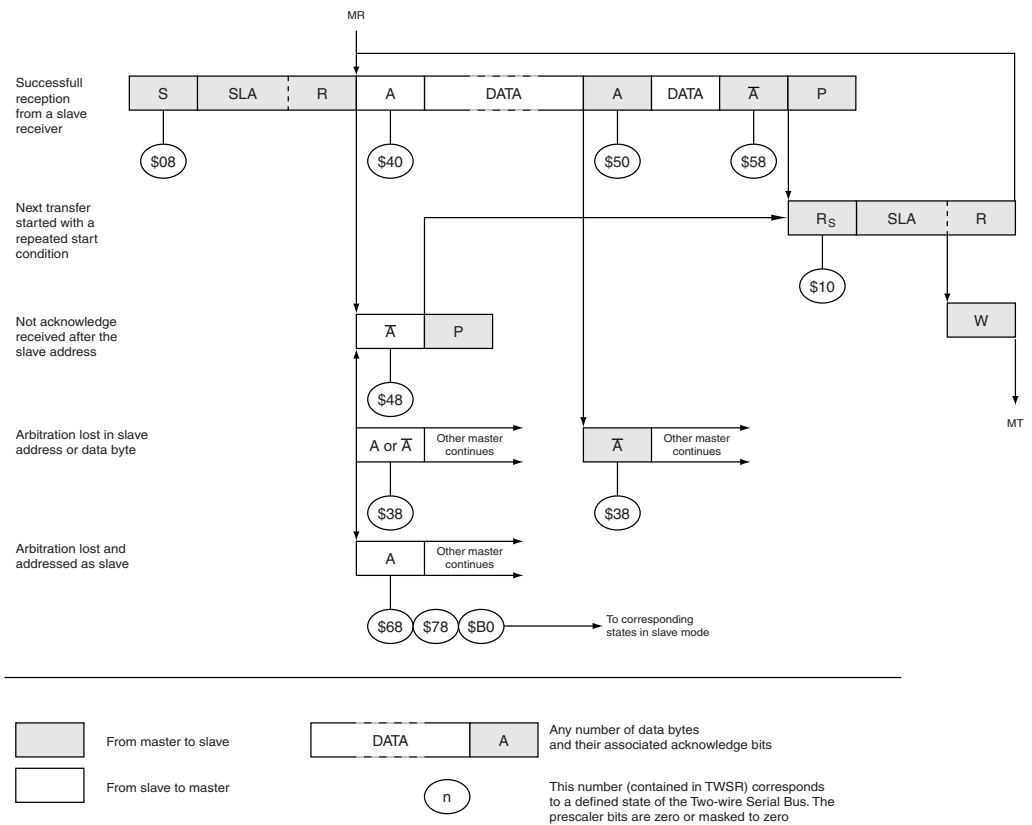 MR
Successfull
reception
from a slave
receiver
S SLA R A DATA A DATA A̅ P
$08 $40 $50 $58
Next transfer
started with a
repeated start
condition
RS SLA R
$10
Not acknowledge
received after the
slave address
A̅ P
W
$48
MT
Arbitration lost in slave
address or data byte
A or A̅
Other master
continues
A̅
Other master
continues
$38 $38
Arbitration lost and
addressed as slave
A
Other master
continues
$68 $78 $B0
To corresponding
states in slave mode
From master to slave
DATA A
Any number of data bytes
and their associated acknowledge bits
From slave to master
n
This number (contained in TWSR) corresponds
to a defined state of the Two-wire Serial Bus. The
prescaler bits are zero or masked to zero